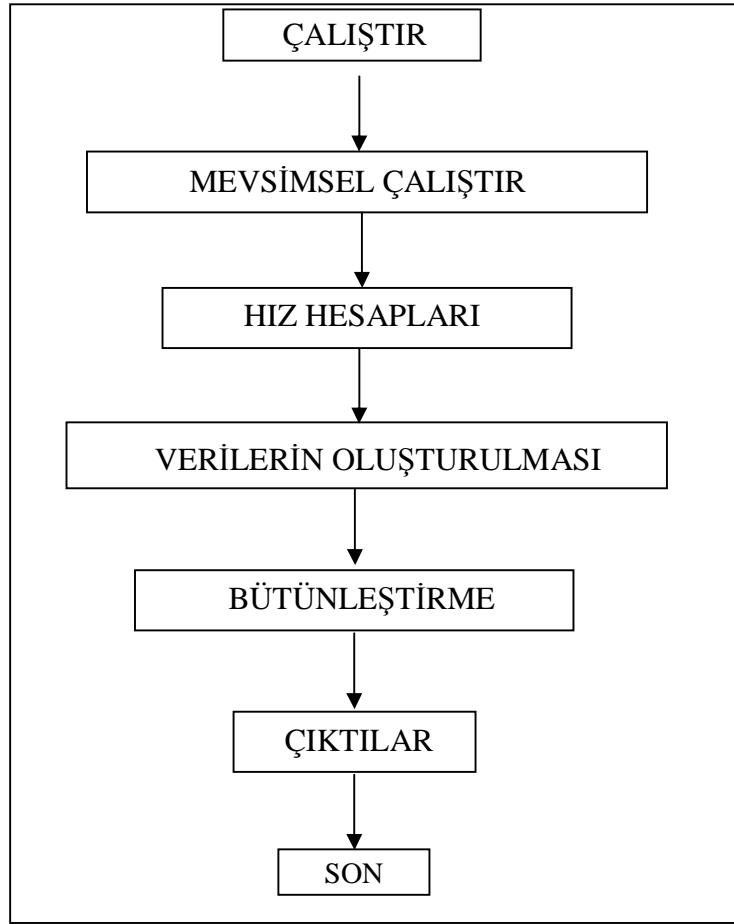 ÇALIŞTIR
MEVSİMSEL ÇALIŞTIR
HIZ HESAPLARI
VERİLERİN OLUŞTURULMASI
BÜTÜNLEŞTİRME
ÇIKTILAR
SON